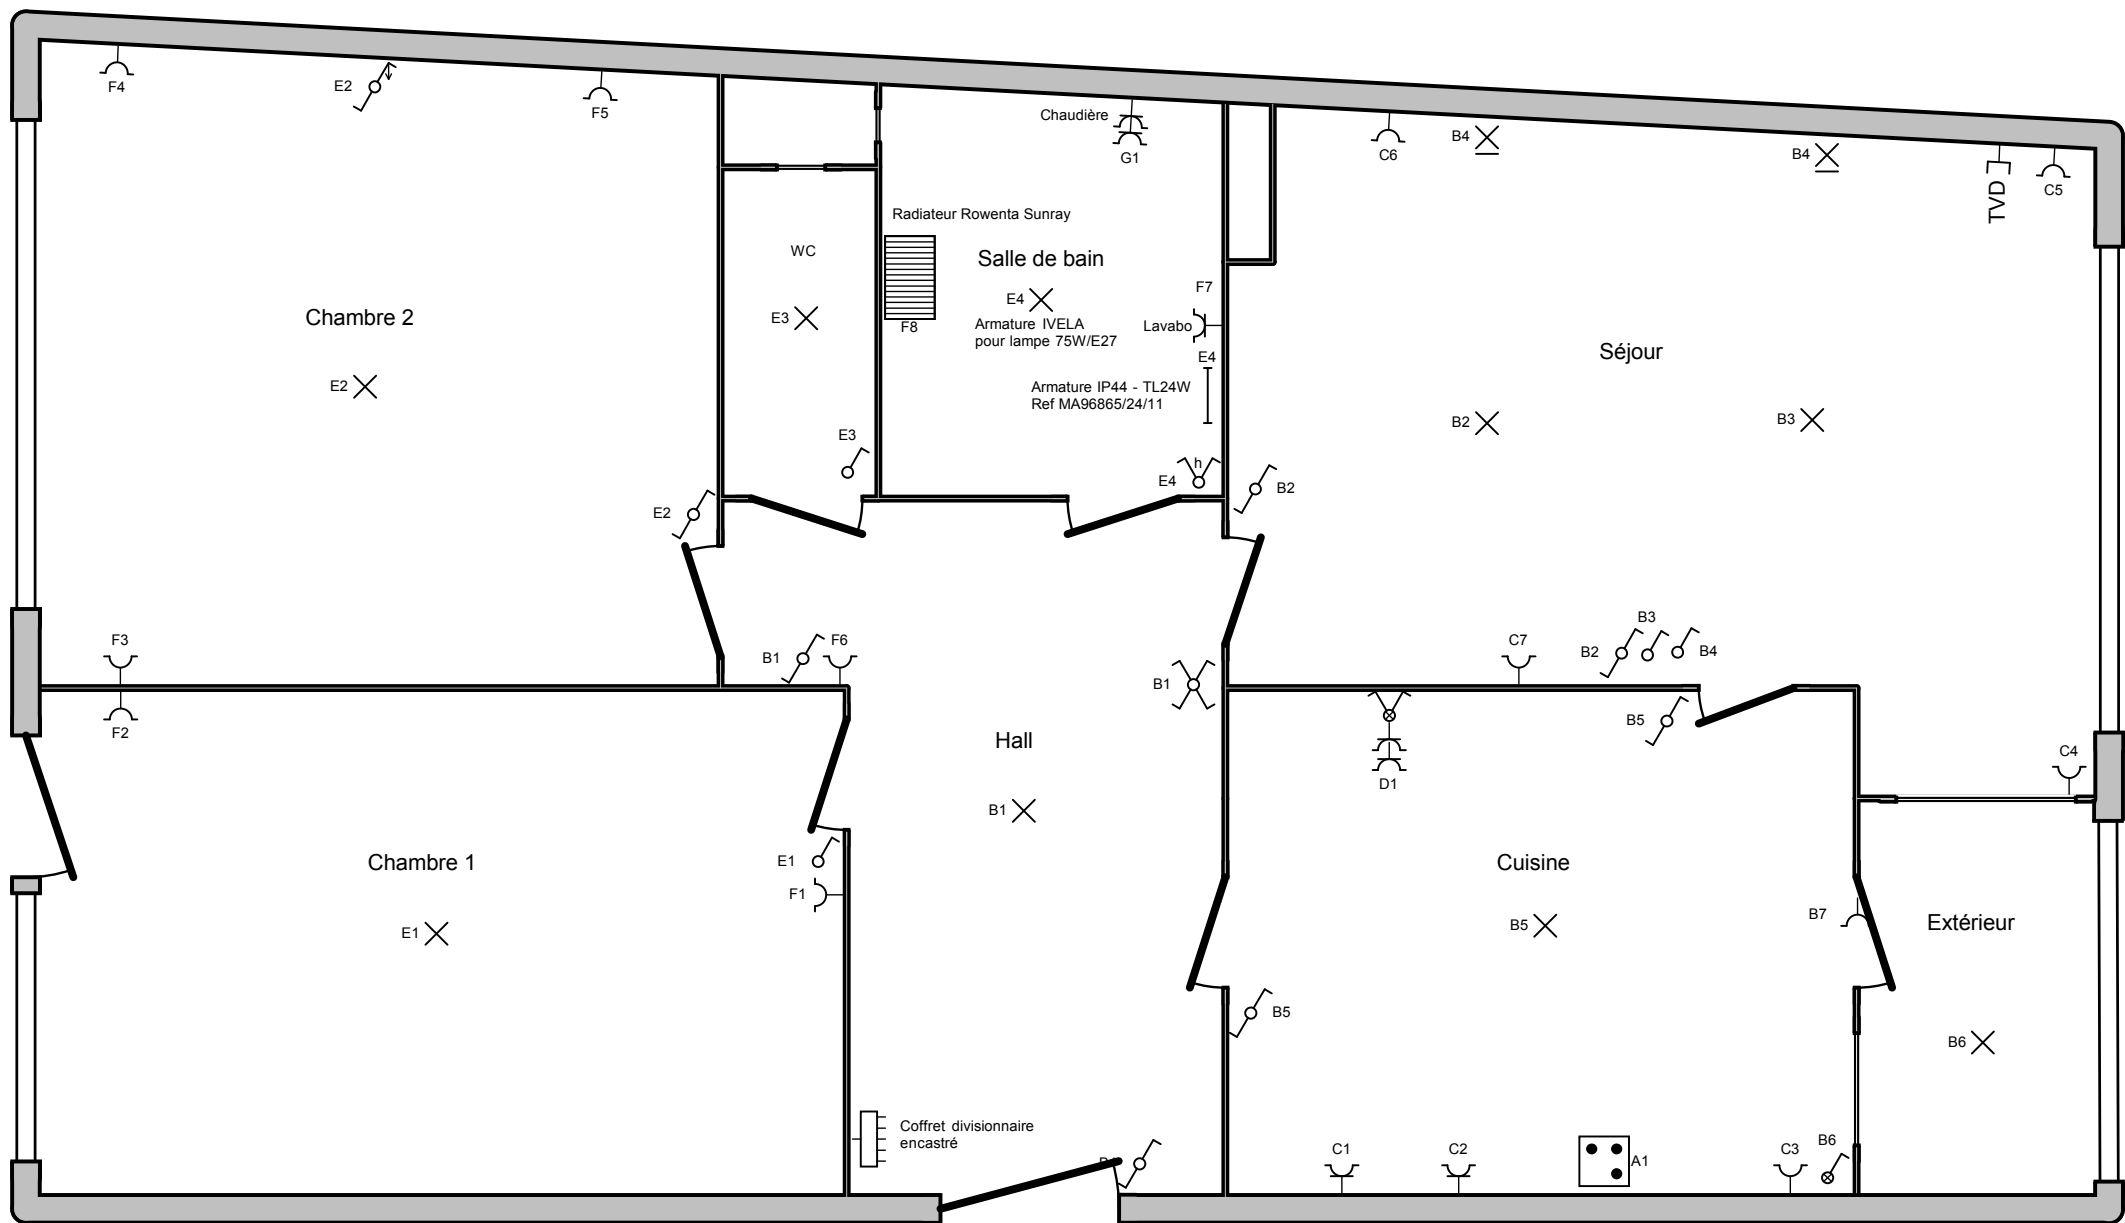 F4
E2
F5
Chaudière
G1
C6
B4
B4
TVD
C5
Radiateur Rowenta Sunray
WC
Salle de bain
F7
E4
E3
F8
Armature IVELA
pour lampe 75W/E27
Lavabo
E4
Armature IP44 - TL24W
Ref MA96865/24/11
Chambre 2
E2
Séjour
B2
B3
E3
h
E4
B2
E2
F3
B1
F6
B1
C7
B2
B3
B4
F2
B5
D1
C4
Hall
B1
Chambre 1
E1
E1
F1
Cuisine
B5
B7
Extérieur
B5
B6
Coffret divisionnaire
encastré
C1
C2
A1
C3
B6